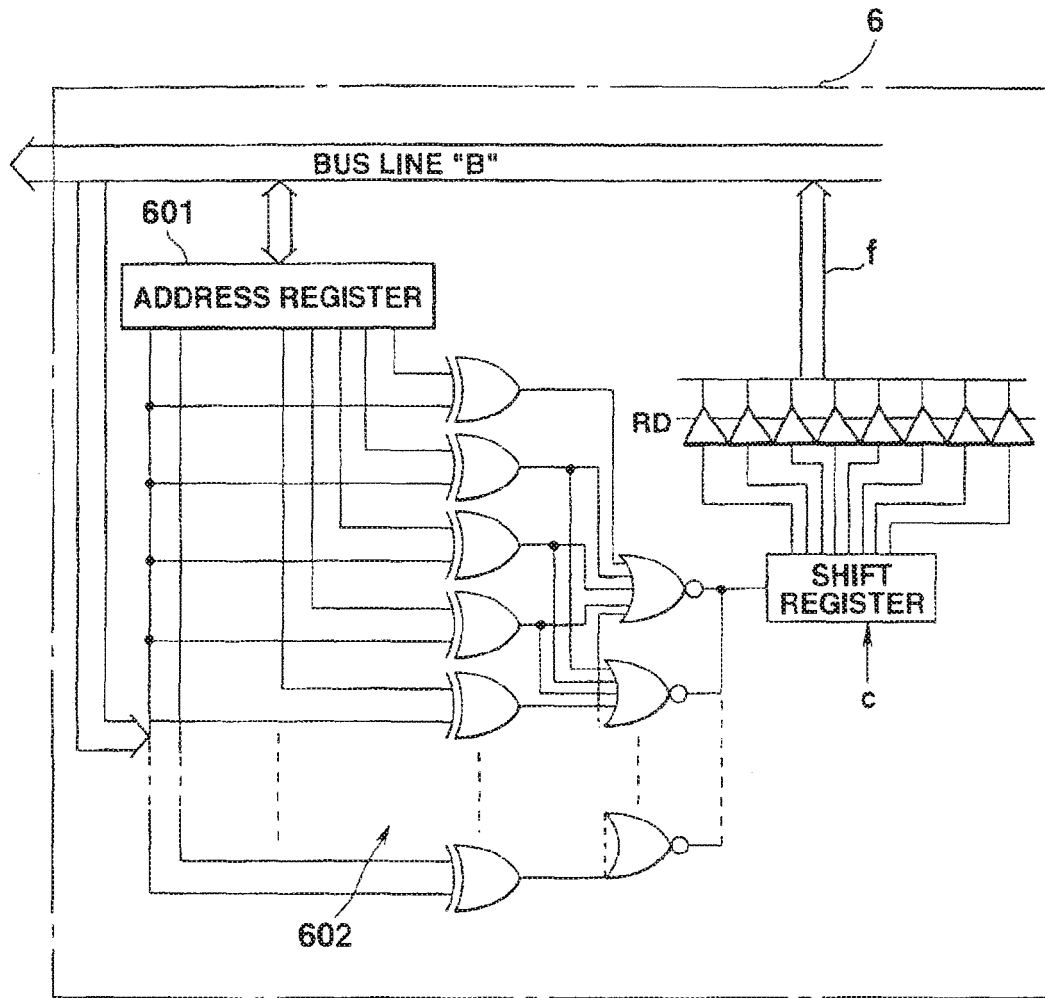 6
BUS LINE "B"
601
ADDRESS REGISTER
f
RD
SHIFT
REGISTER
c
602